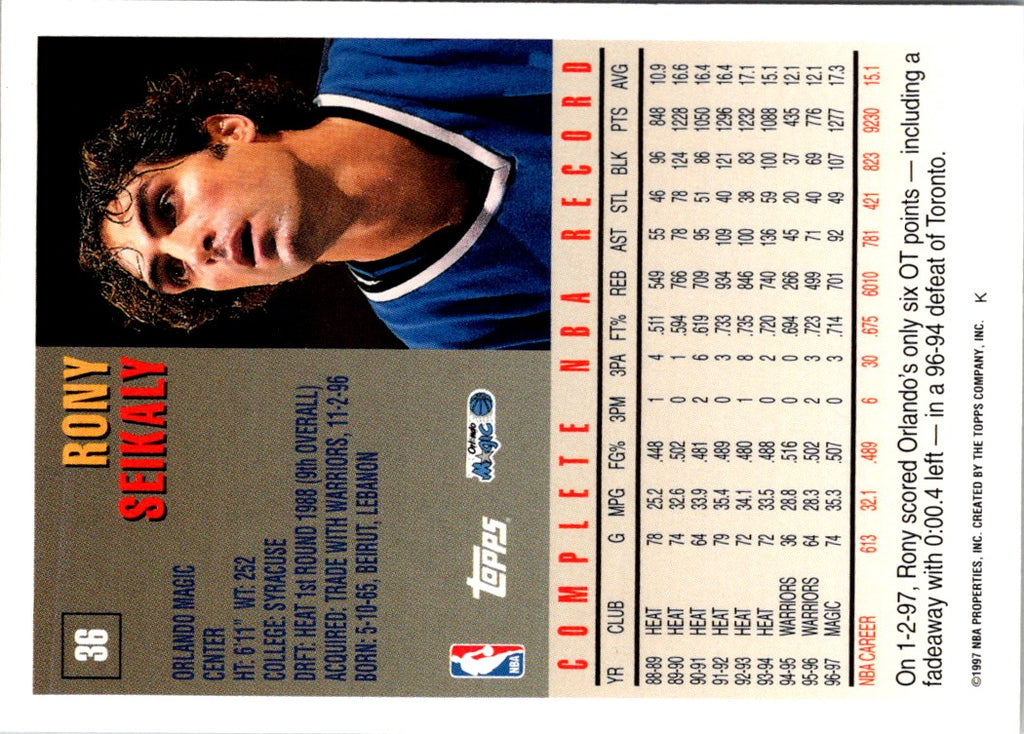 36
RONY
SEIKALY
ORLANDO MAGIC
CENTER
HT: 6'11" WT: 252
COLLEGE: SYRACUSE
DRFT: HEAT 1st ROUND 1988 (9th OVERALL)
ACQUIRED: TRADE WITH WARRIORS, 11-2-96
BORN: 5-10-65, BEIRUT, LEBANON
NBA
Topps
Orlando
Magic
COMPLETE NBA RECORD
YR CLUB G MPG FG% 3PM 3PA FT% REB AST STL BLK PTS AVG
88-89 HEAT 78 25.2 .448 1 4 .511 549 55 46 96 848 10.9
89-90 HEAT 74 32.6 .502 0 1 .594 766 78 78 124 1228 16.6
90-91 HEAT 64 33.9 .481 2 6 .619 709 95 51 86 1050 16.4
91-92 HEAT 79 35.4 .489 0 3 .733 934 109 40 121 1296 16.4
92-93 HEAT 72 34.1 .480 1 8 .735 846 100 38 83 1232 17.1
93-94 HEAT 72 33.5 .488 0 2 .720 740 136 59 100 1088 15.1
94-95 WARRIORS 36 28.8 .516 0 0 .694 266 45 20 37 435 12.1
95-96 WARRIORS 64 28.3 .502 2 3 .723 499 71 40 69 776 12.1
96-97 MAGIC 74 35.3 .507 0 3 .714 701 92 49 107 1277 17.3
NBA CAREER 613 32.1 .489 6 30 .675 6010 781 421 823 9230 15.1
On 1-2-97, Rony scored Orlando's only six OT points — including a
fadeaway with 0:00.4 left — in a 96-94 defeat of Toronto.
©1997 NBA PROPERTIES, INC. CREATED BY THE TOPPS COMPANY, INC. K